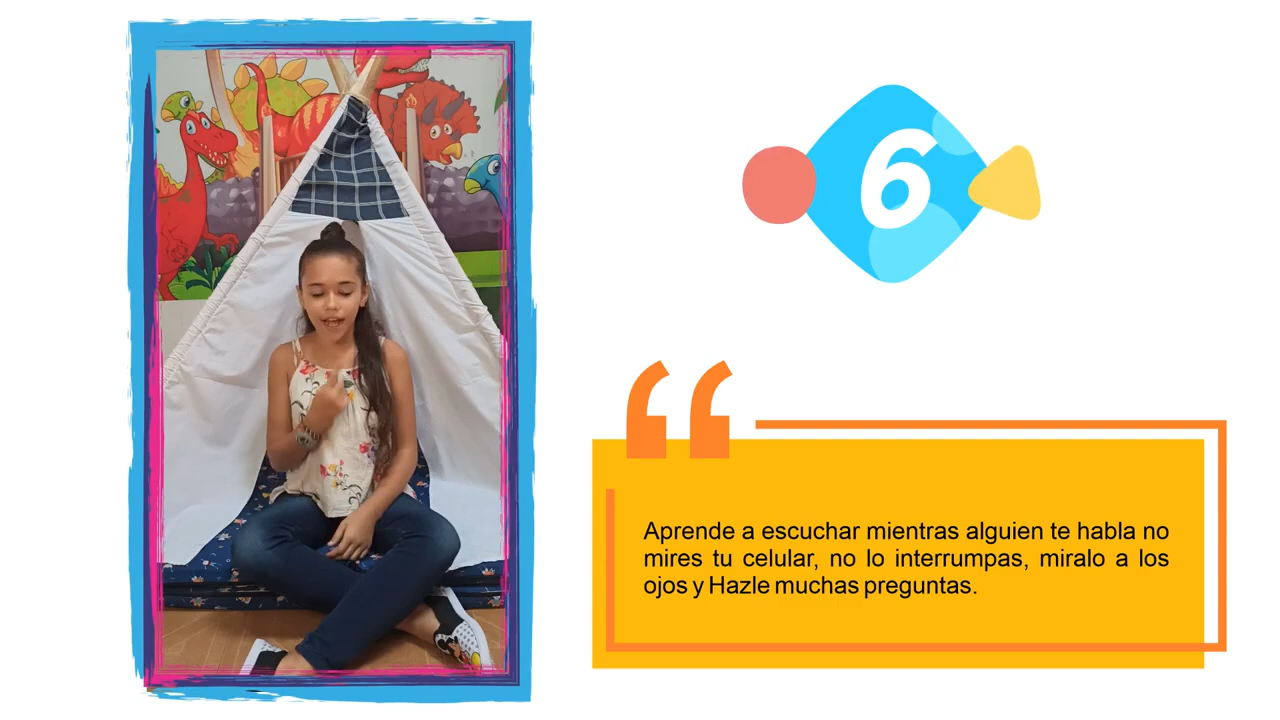 6
Aprende a escuchar mientras alguien te habla no
mires tu celular, no lo interrumpas, miralo a los
ojos y Hazle muchas preguntas.